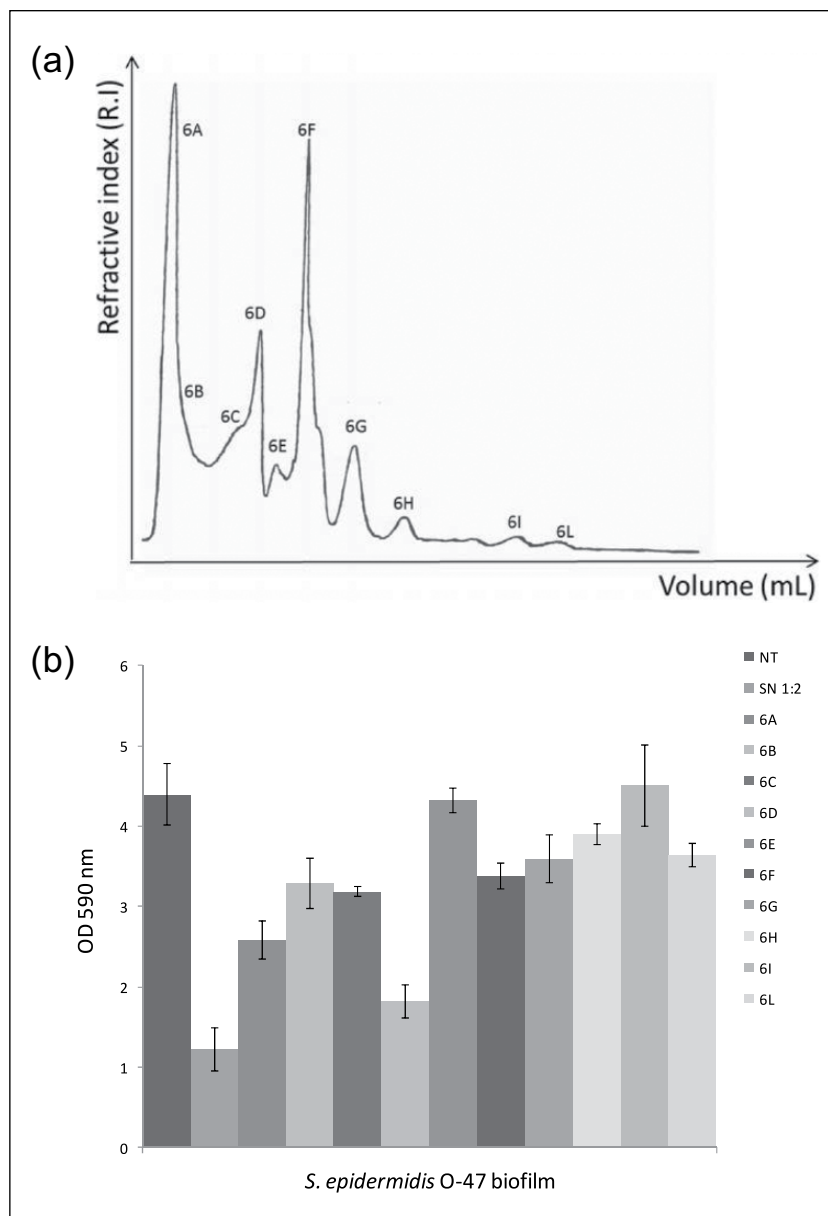 (a)
Refractive index (R.I)
6A
6B
6C
6D
6E
6F
6G
6H
6I
6L
Volume (mL)
(b)
OD 590 nm
6
5
4
3
2
1
0
S. epidermidis O-47 biofilm
NT
SN 1:2
6A
6B
6C
6D
6E
6F
6G
6H
6I
6L